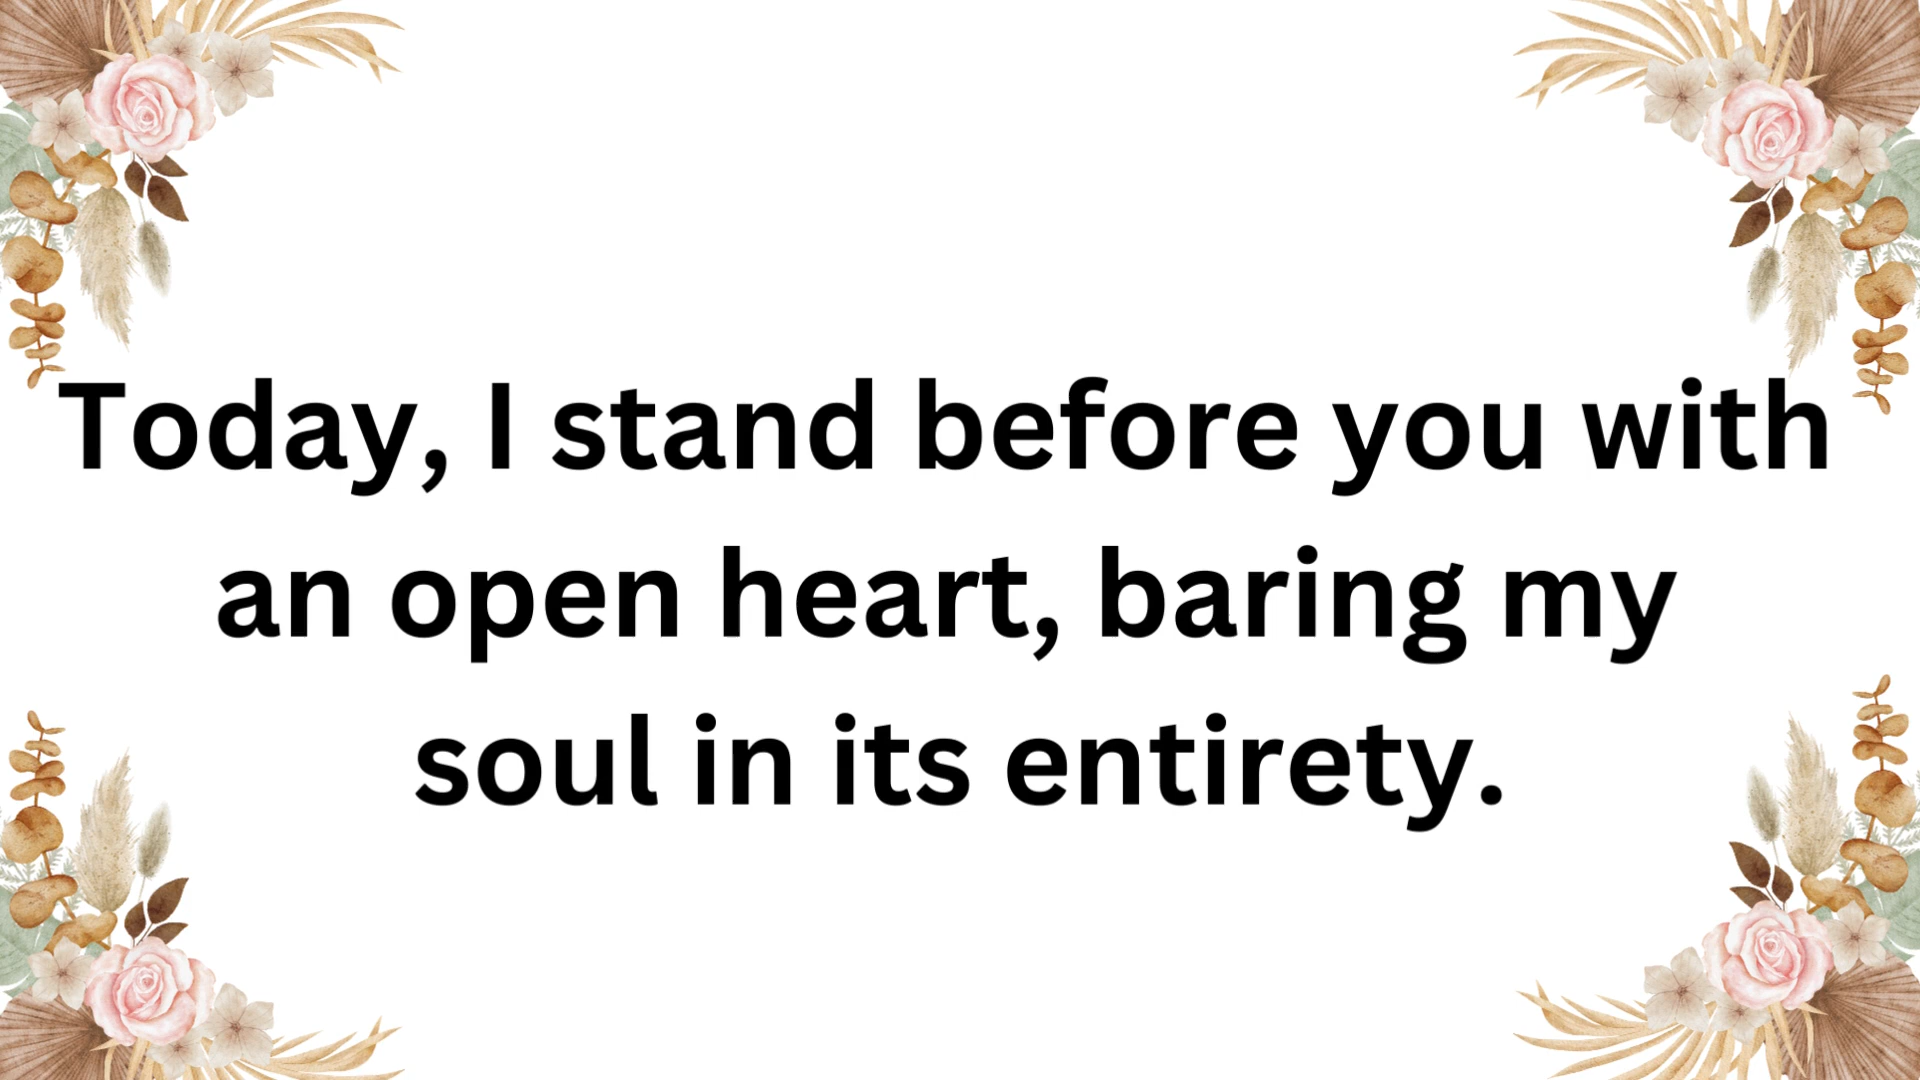 Today, I stand before you with
an open heart, baring my
soul in its entirety.